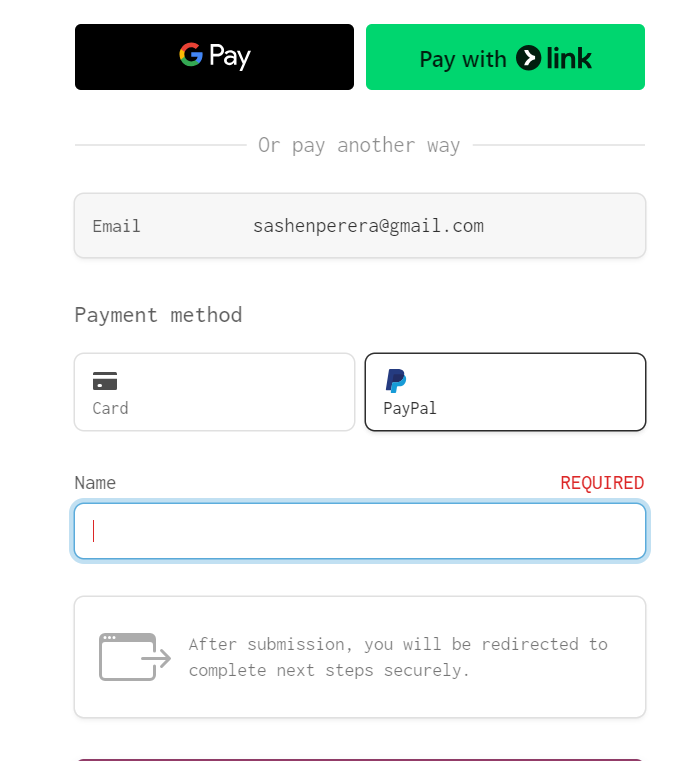 G Pay
Pay with link
Or pay another way
Email sashenperera@gmail.com
Payment method
Card
PayPal
Name REQUIRED
After submission, you will be redirected to
complete next steps securely.